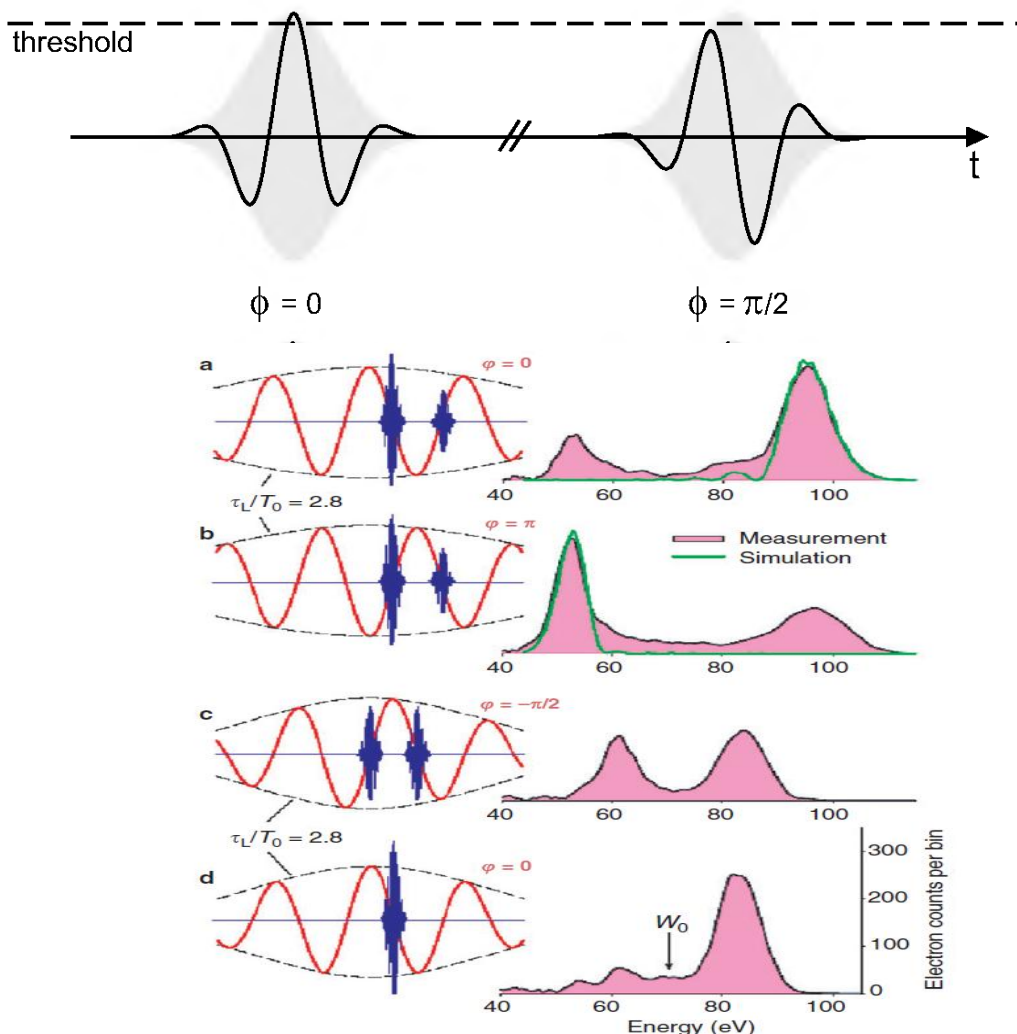 threshold
t
ϕ = 0
ϕ = π/2
a
φ = 0
40 60 80 100
τL/T0 = 2.8
b
φ = π
Measurement
Simulation
40 60 80 100
c
φ = −π/2
40 60 80 100
τL/T0 = 2.8
d
φ = 0
W0
300
200
100
0
Electron counts per bin
40 60 80 100
Energy (eV)